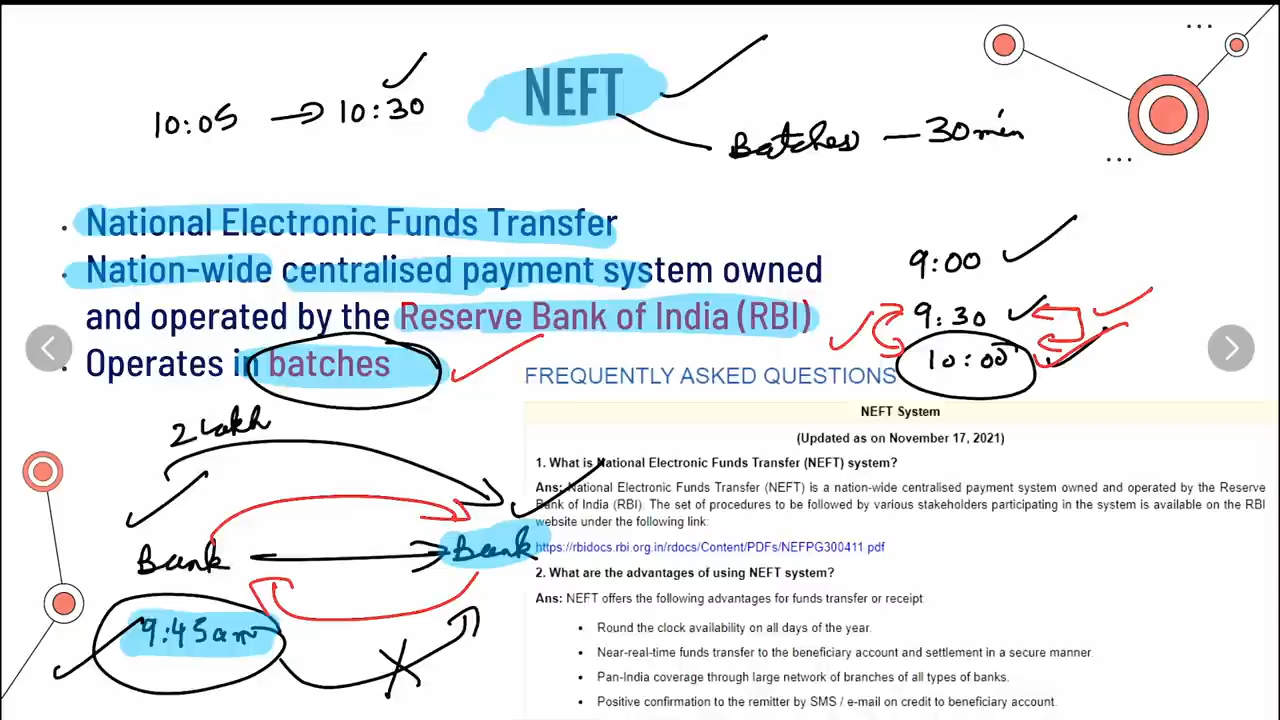 10:05 → 10:30
NEFT
Batches — 30 min
National Electronic Funds Transfer
Nation-wide centralised payment system owned
and operated by the Reserve Bank of India (RBI)
Operates in batches
9:00
9:30
10:00
2 Lakh
Bank
Bank
9:45am
FREQUENTLY ASKED QUESTIONS
NEFT System
(Updated as on November 17, 2021)
1. What is National Electronic Funds Transfer (NEFT) system?
Ans: National Electronic Funds Transfer (NEFT) is a nation-wide centralised payment system owned and operated by the Reserve
Bank of India (RBI). The set of procedures to be followed by various stakeholders participating in the system is available on the RBI
website under the following link:
https://rbidocs.rbi.org.in/rdocs/Content/PDFs/NEFPG300411.pdf
2. What are the advantages of using NEFT system?
Ans: NEFT offers the following advantages for funds transfer or receipt
• Round the clock availability on all days of the year.
• Near-real-time funds transfer to the beneficiary account and settlement in a secure manner.
• Pan-India coverage through large network of branches of all types of banks.
• Positive confirmation to the remitter by SMS / e-mail on credit to beneficiary account.